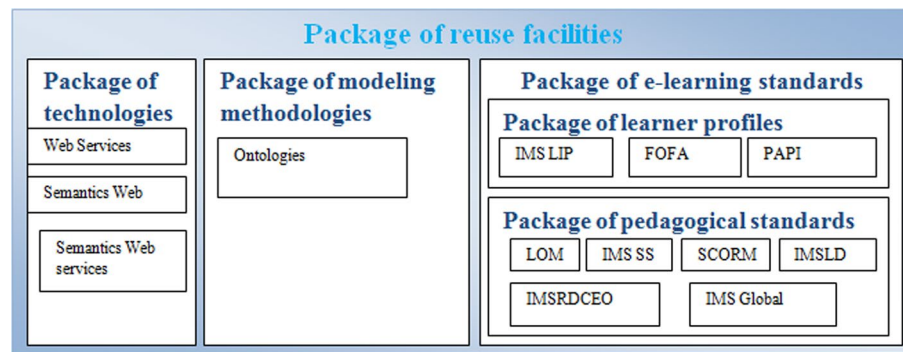 Package of reuse facilities
Package of
technologies
Web Services
Semantics Web
Semantics Web
services
Package of modeling
methodologies
Ontologies
Package of e-learning standards
Package of learner profiles
IMS LIP
FOFA
PAPI
Package of pedagogical standards
LOM
IMS SS
SCORM
IMSLD
IMSRDCEO
IMS Global